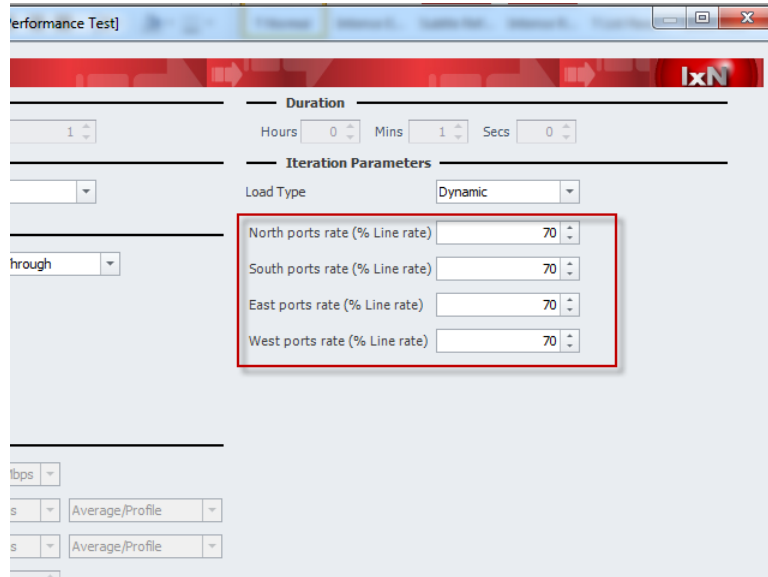 Performance Test]
IxN
Duration
1
Hours 0 Mins 1 Secs 0
Iteration Parameters
Load Type Dynamic
North ports rate (% Line rate) 70
hrough
South ports rate (% Line rate) 70
East ports rate (% Line rate) 70
West ports rate (% Line rate) 70
Mbps
s Average/Profile
s Average/Profile